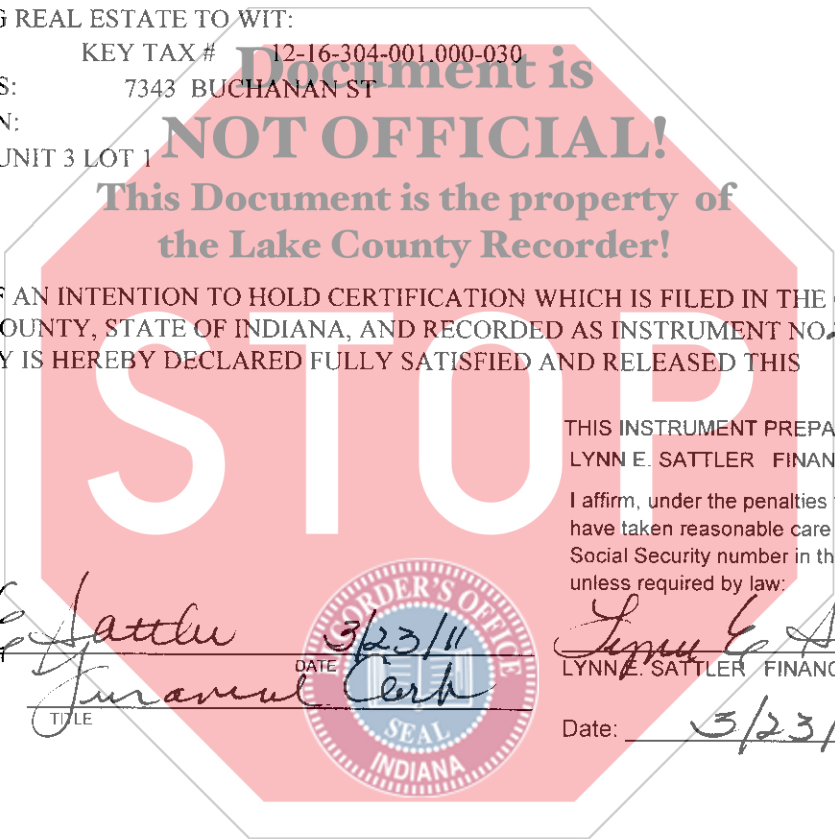 G REAL ESTATE TO WIT:
KEY TAX # 12-16-304-001.000-030
S: 7343 BUCHANAN ST
N:
UNIT 3 LOT 1
Document is
NOT OFFICIAL!
This Document is the property of
the Lake County Recorder!
F AN INTENTION TO HOLD CERTIFICATION WHICH IS FILED IN THE
OUNTY, STATE OF INDIANA, AND RECORDED AS INSTRUMENT NO.
Y IS HEREBY DECLARED FULLY SATISFIED AND RELEASED THIS
STOP
THIS INSTRUMENT PREPA
LYNN E. SATTLER FINAN
I affirm, under the penalties
have taken reasonable care
Social Security number in th
unless required by law:
Sattler 3/23/11
DATE
Financial Clerk
TITLE
RECORDER'S OFFICE
SEAL
INDIANA
Lynn E
LYNN E. SATTLER FINANC
Date: 3/23/